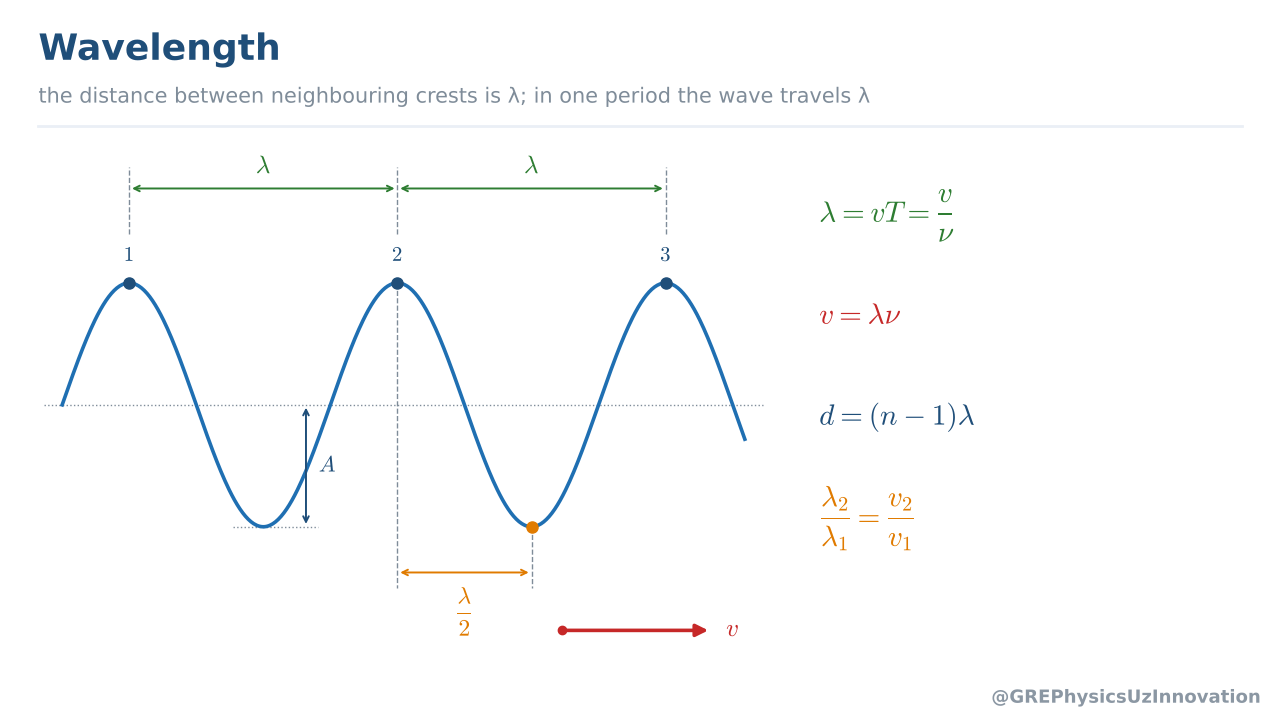 Wavelength
the distance between neighbouring crests is λ; in one period the wave travels λ
λ λ
1 2 3
A
λ/2
v
λ = vT = v/ν
v = λν
d = (n − 1)λ
λ₂/λ₁ = v₂/v₁
@GREPhysicsUzInnovation